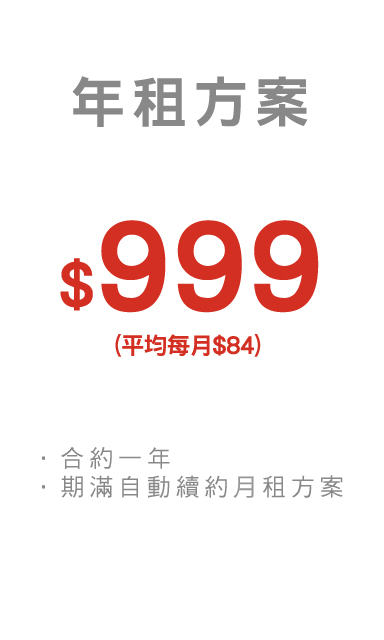 年租方案
$999
(平均每月$84)
· 合約一年
· 期滿自動續約月租方案